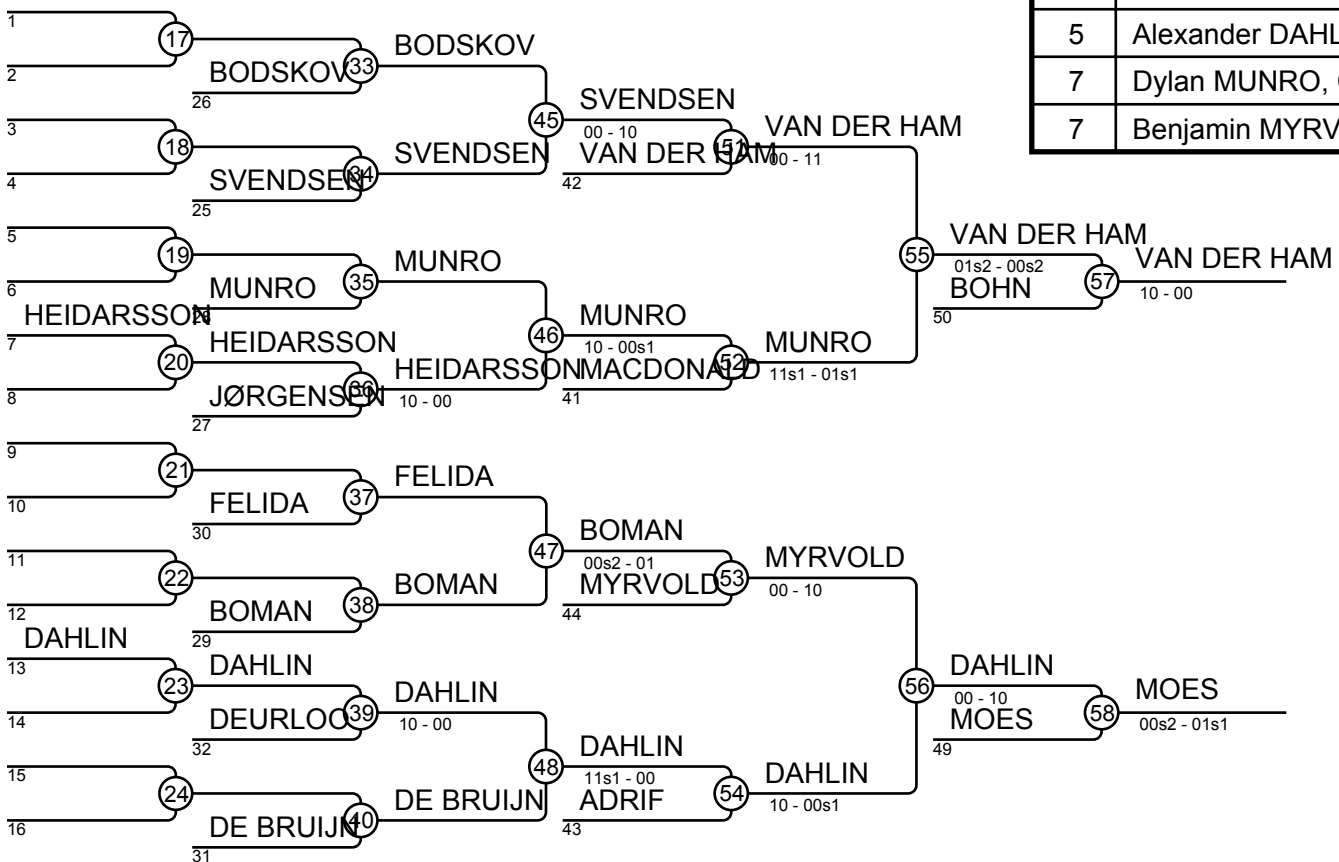 1
17
2
BODSKOV
26
33
BODSKOV
3
18
4
SVENDSEN
25
34
SVENDSEN
45
SVENDSEN
00 - 10
VAN DER HAM
42
51
VAN DER HAM
00 - 11
5
19
6
MUNRO
28
35
MUNRO
HEIDARSSON
7
20
8
HEIDARSSON
JØRGENSEN
27
36
HEIDARSSON
10 - 00
46
MUNRO
10 - 00s1
MACDONALD
41
52
MUNRO
11s1 - 01s1
55
VAN DER HAM
01s2 - 00s2
BOHN
50
57
VAN DER HAM
10 - 00
9
21
10
FELIDA
30
37
FELIDA
11
22
12
BOMAN
29
38
BOMAN
47
BOMAN
00s2 - 01
MYRVOLD
44
53
MYRVOLD
00 - 10
DAHLIN
13
23
14
DAHLIN
DEURLOO
32
39
DAHLIN
10 - 00
15
24
16
DE BRUIJN
31
40
DE BRUIJN
48
DAHLIN
11s1 - 00
ADRIF
43
54
DAHLIN
10 - 00s1
56
DAHLIN
00 - 10
MOES
49
58
MOES
00s2 - 01s1
5 Alexander DAHL
7 Dylan MUNRO,
7 Benjamin MYRV